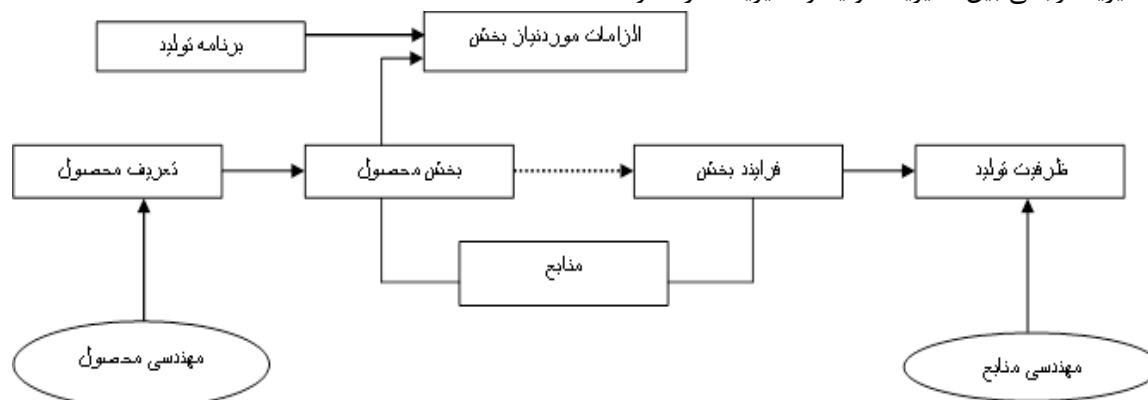 برنامه تولید
الزامات موردنیاز بخش
تعریف محصول
بخش محصول
فرایند بخش
ظرفیت تولید
منابع
مهندسی محصول
مهندسی منابع